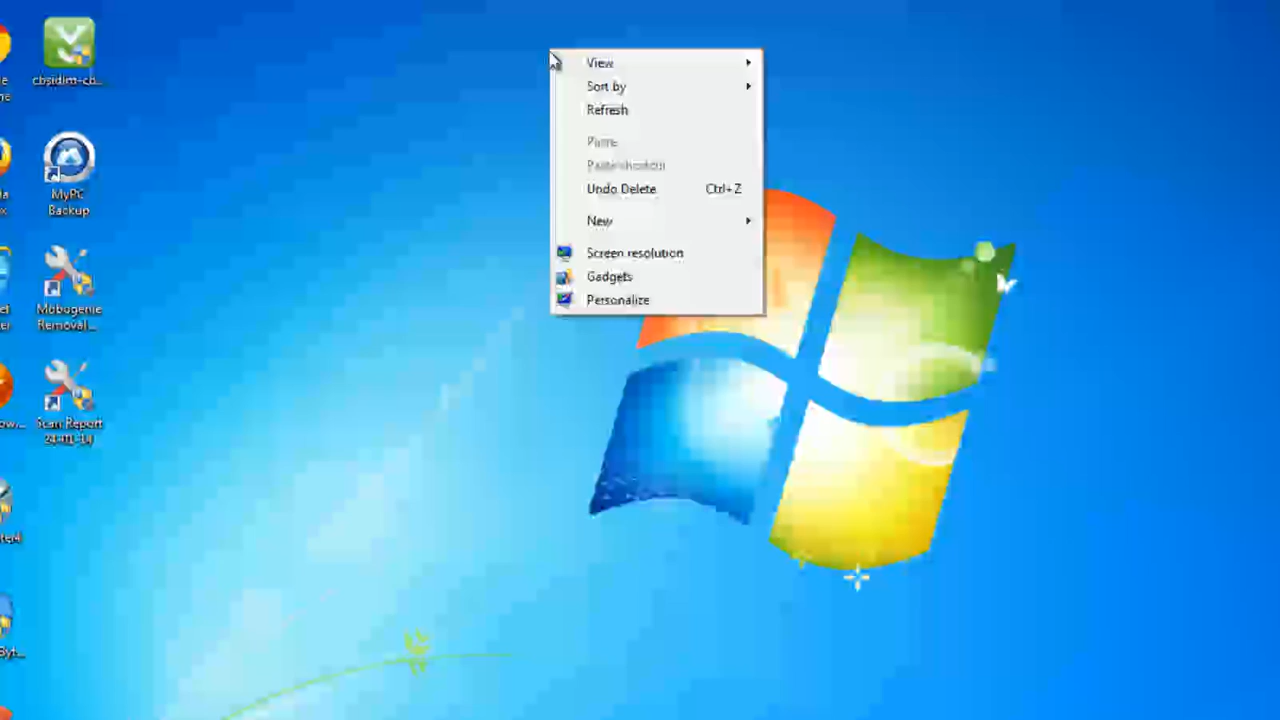 cbsidlm-cb...
MyPC
Backup
Mobogenie
Removal...
Scan Report
24-01-14
View
Sort by
Refresh
Paste
Paste shortcut
Undo Delete Ctrl+Z
New
Screen resolution
Gadgets
Personalize